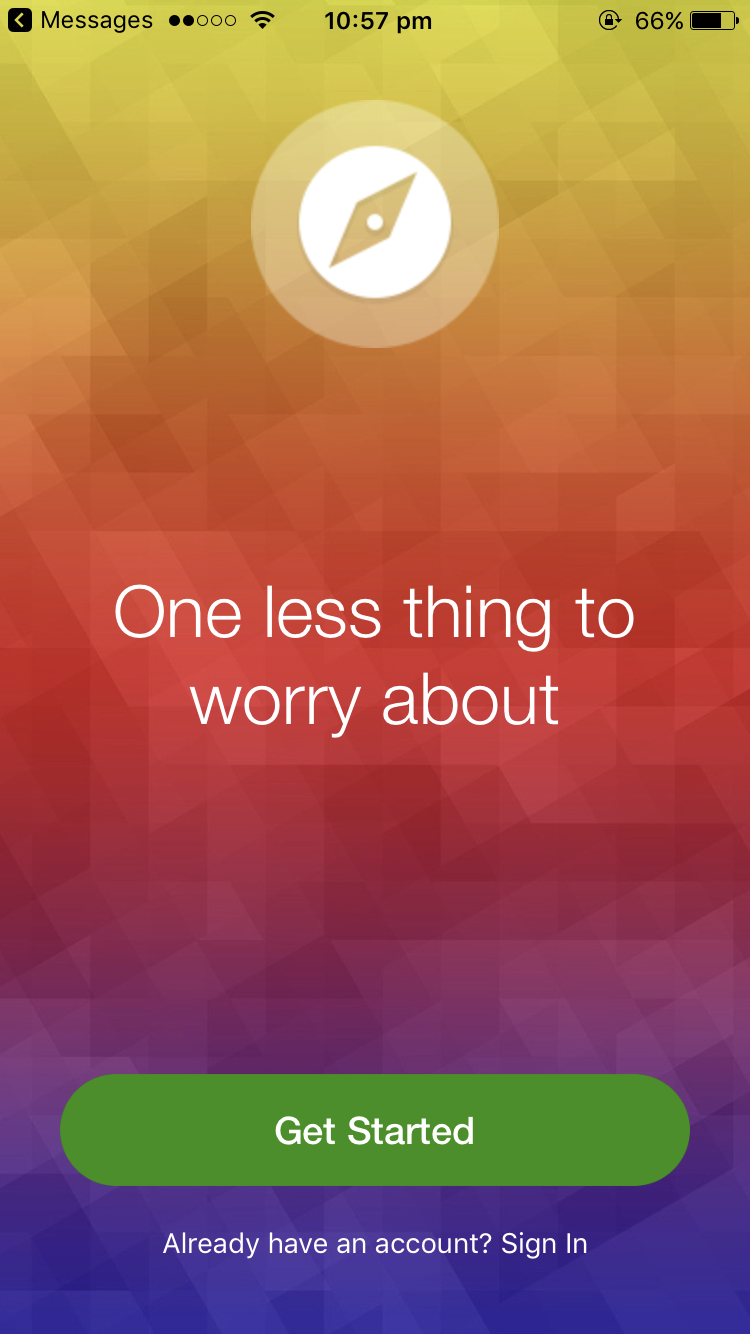 Messages 10:57 pm 66%
One less thing to
worry about
Get Started
Already have an account? Sign In